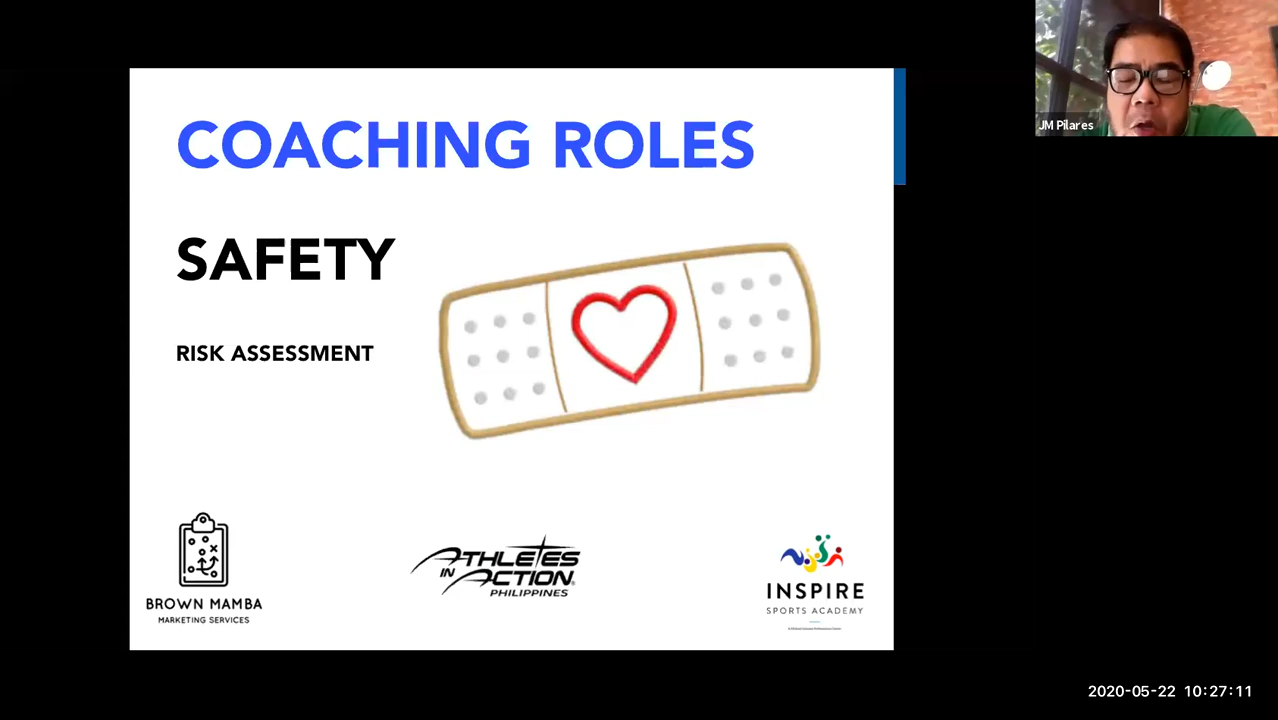 COACHING ROLES
SAFETY
RISK ASSESSMENT
JM Pilares
BROWN MAMBA
MARKETING SERVICES
ATHLETES
IN ACTION
PHILIPPINES
INSPIRE
SPORTS ACADEMY
2020-05-22 10:27:11